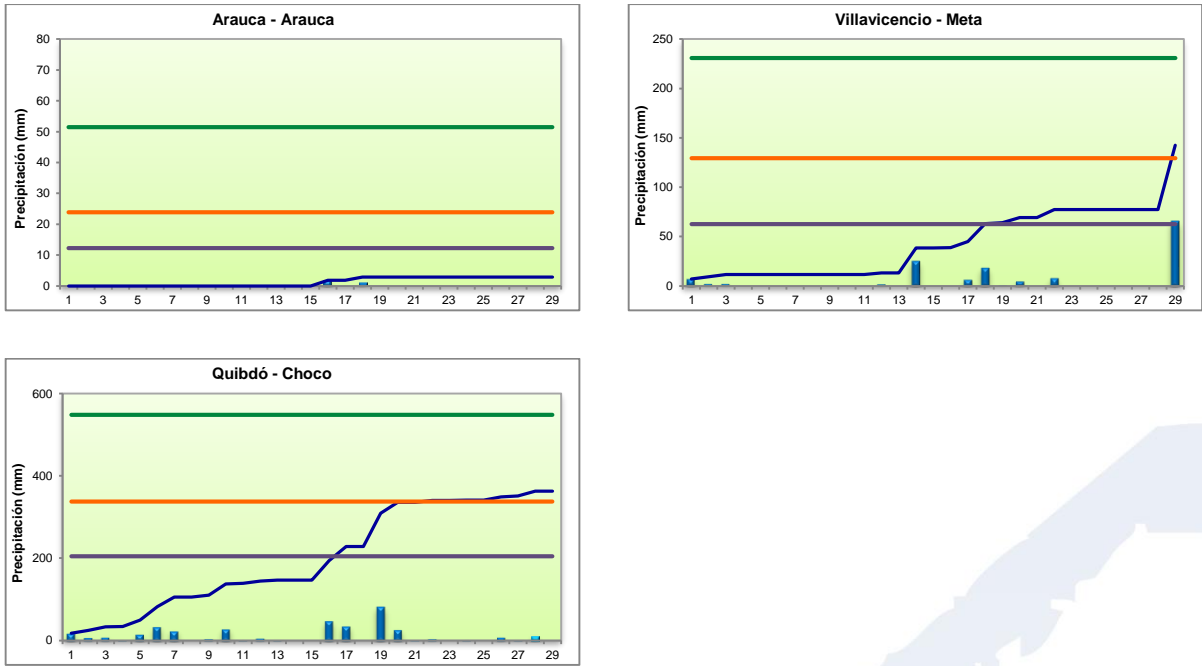 Arauca - Arauca
Precipitación (mm)
80
70
60
50
40
30
20
10
0
1 3 5 7 9 11 13 15 17 19 21 23 25 27 29
Villavicencio - Meta
Precipitación (mm)
250
200
150
100
50
0
1 3 5 7 9 11 13 15 17 19 21 23 25 27 29
Quibdó - Choco
Precipitación (mm)
600
400
200
0
1 3 5 7 9 11 13 15 17 19 21 23 25 27 29